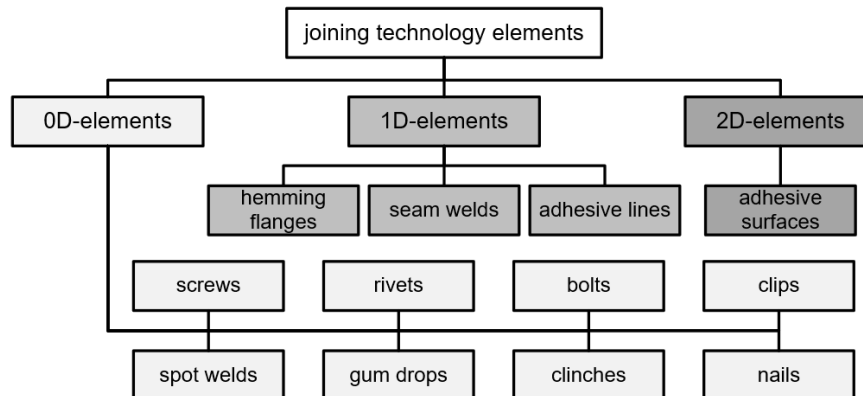 joining technology elements
0D-elements
1D-elements
2D-elements
hemming
flanges
seam welds
adhesive lines
adhesive
surfaces
screws
rivets
bolts
clips
spot welds
gum drops
clinches
nails